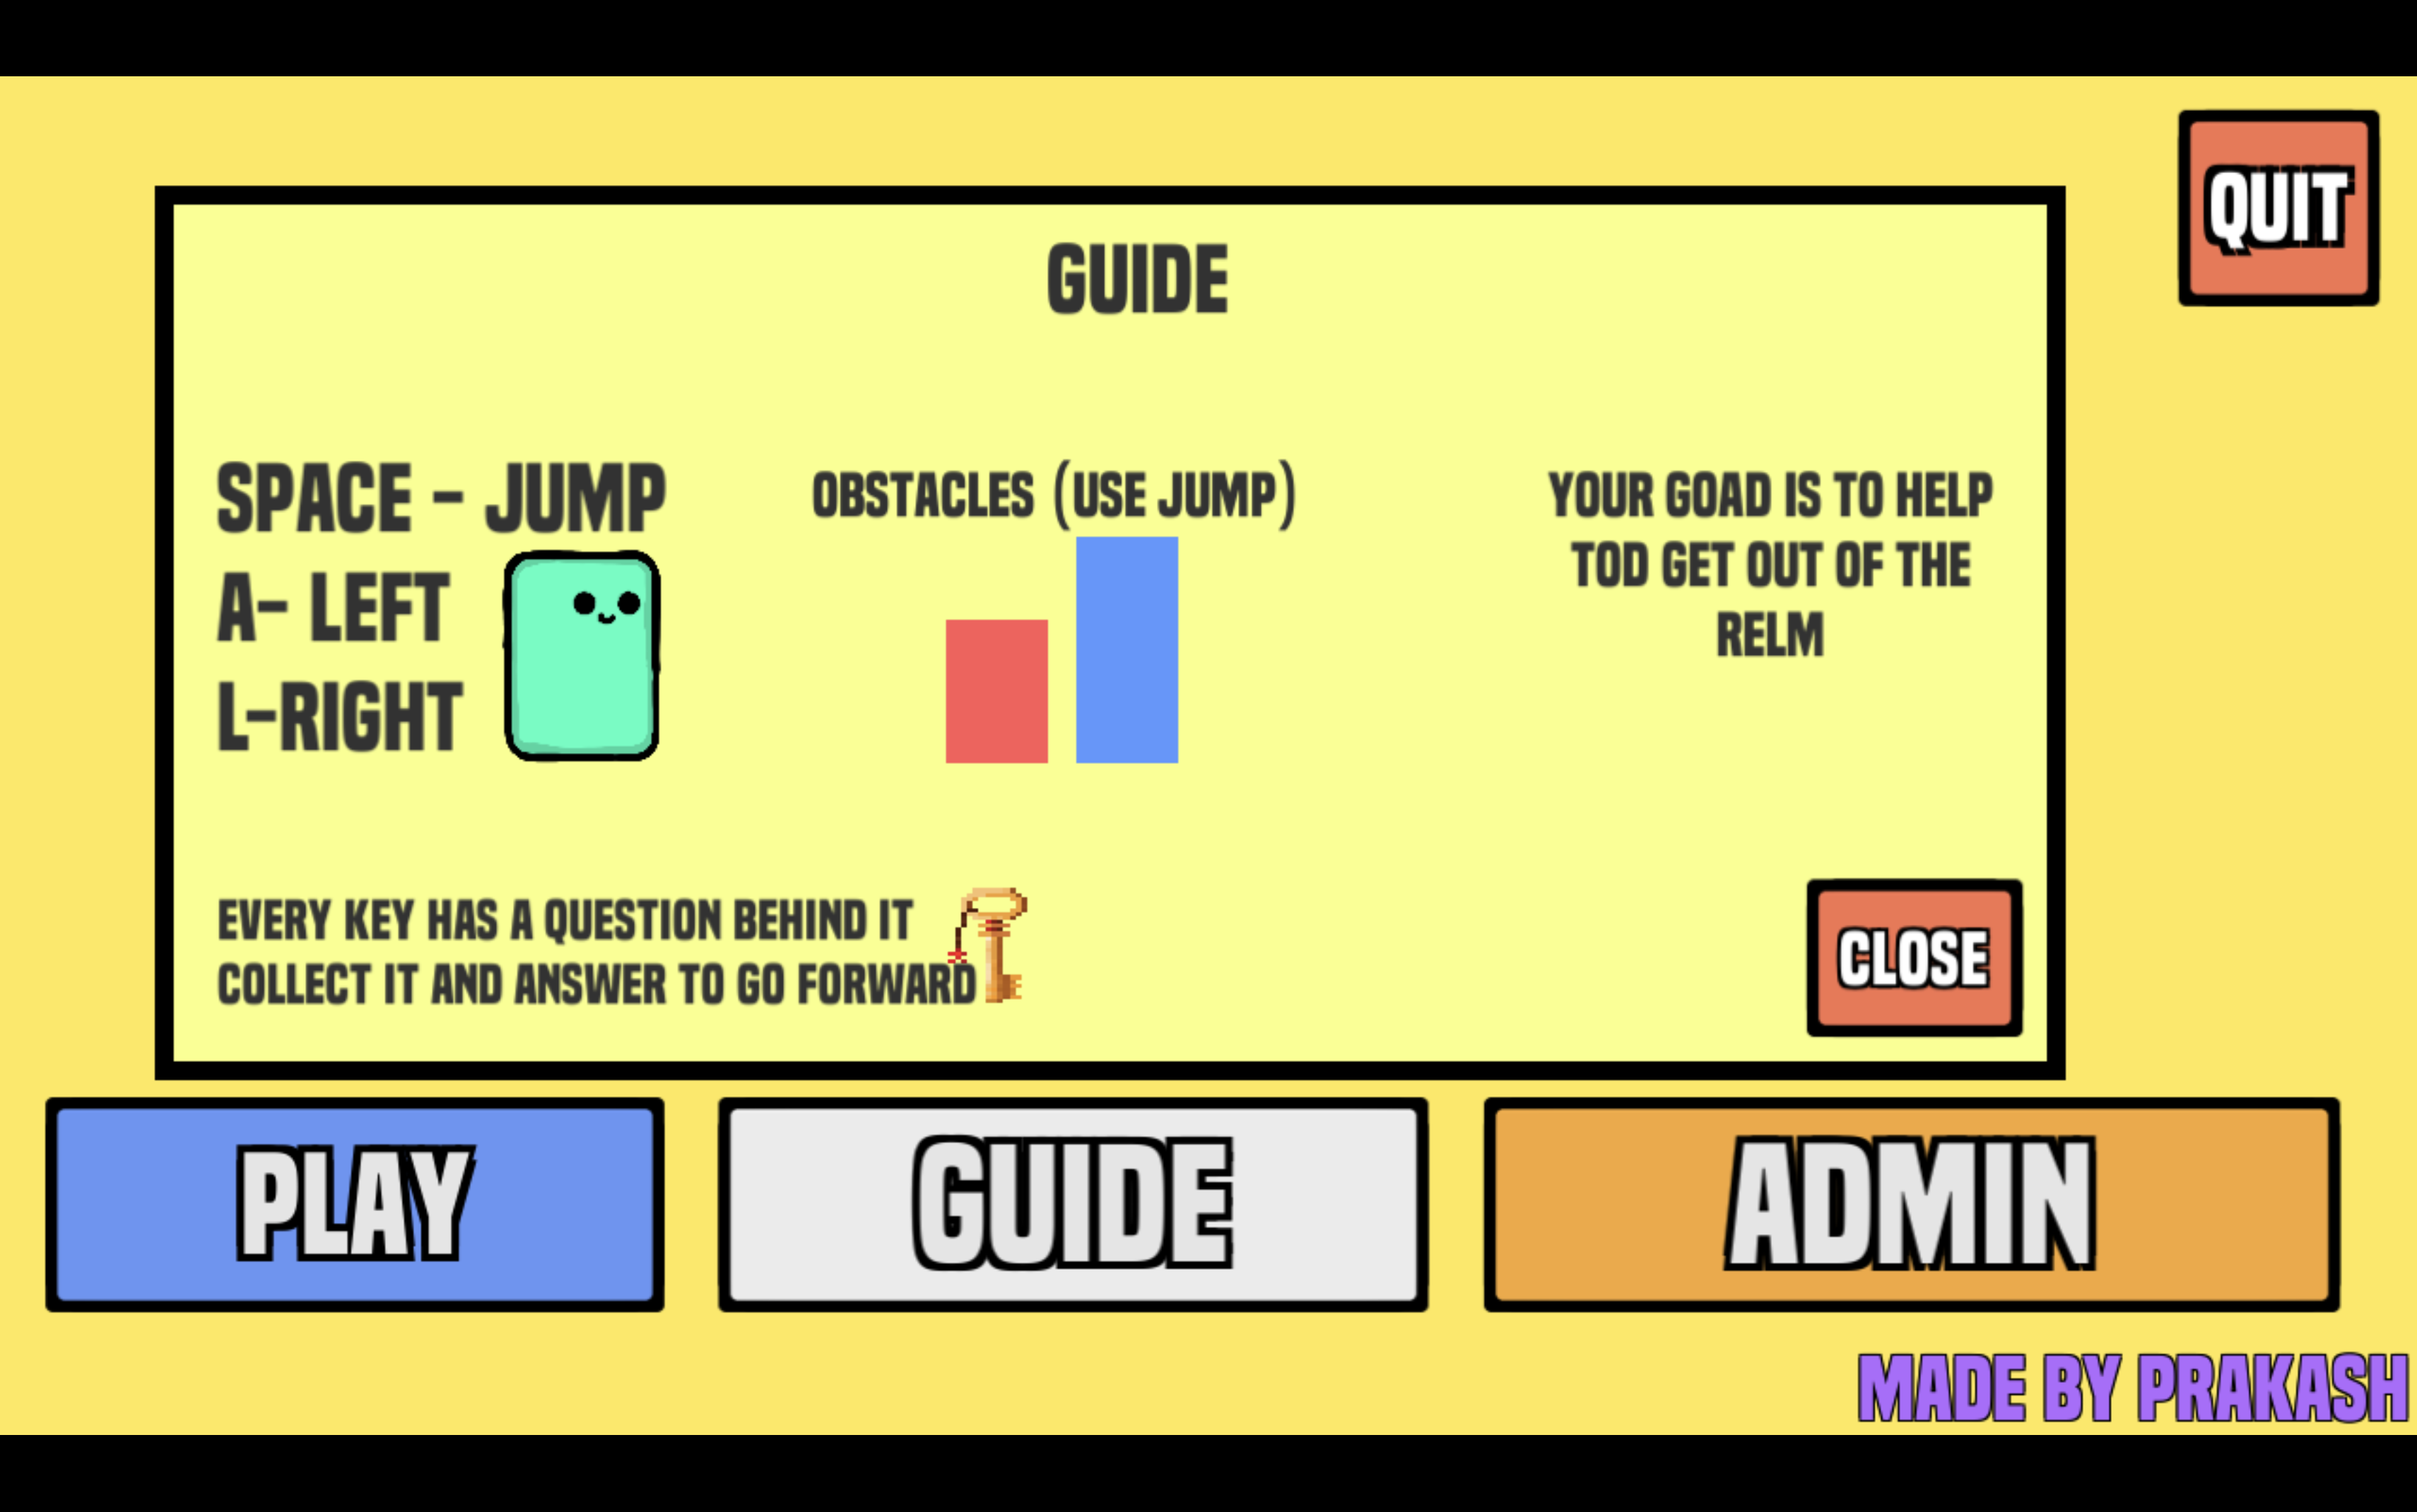 QUIT
GUIDE
SPACE - JUMP
A- LEFT
L-RIGHT
OBSTACLES (USE JUMP)
YOUR GOAD IS TO HELP
TOD GET OUT OF THE
RELM
EVERY KEY HAS A QUESTION BEHIND IT
COLLECT IT AND ANSWER TO GO FORWARD
CLOSE
PLAY
GUIDE
ADMIN
MADE BY PRAKASH